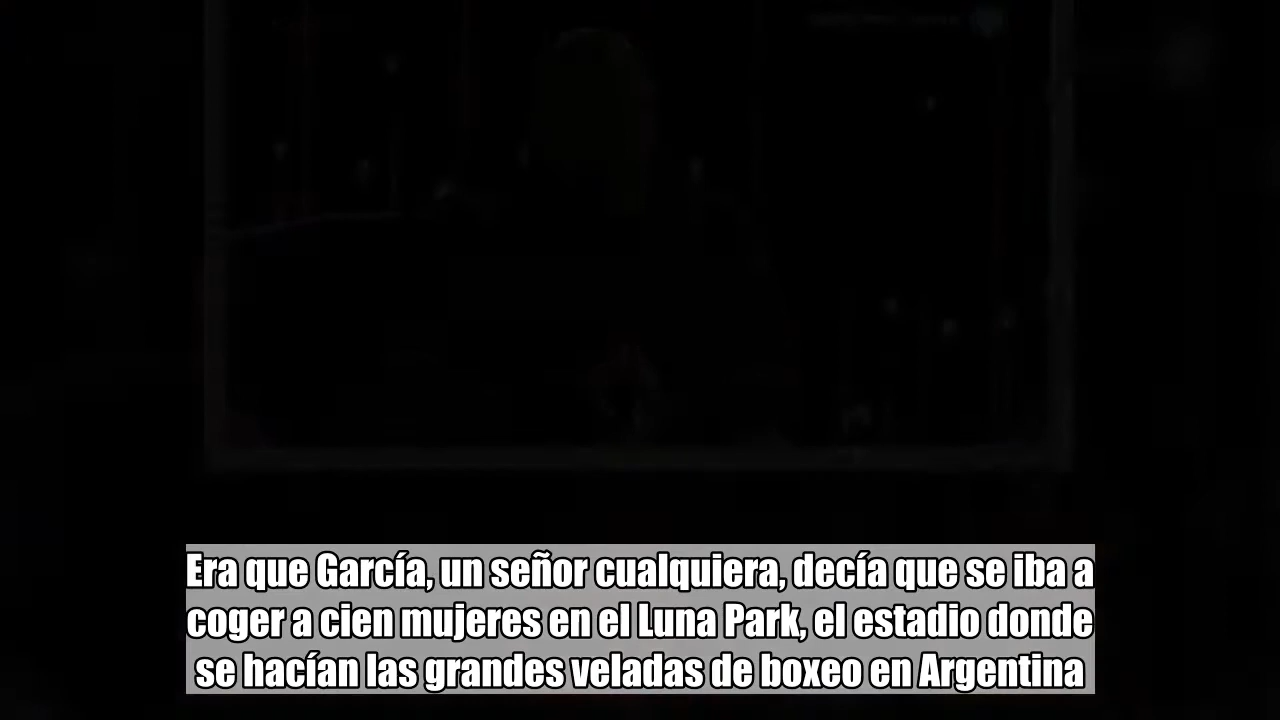 Era que García, un señor cualquiera, decía que se iba a
coger a cien mujeres en el Luna Park, el estadio donde
se hacían las grandes veladas de boxeo en Argentina